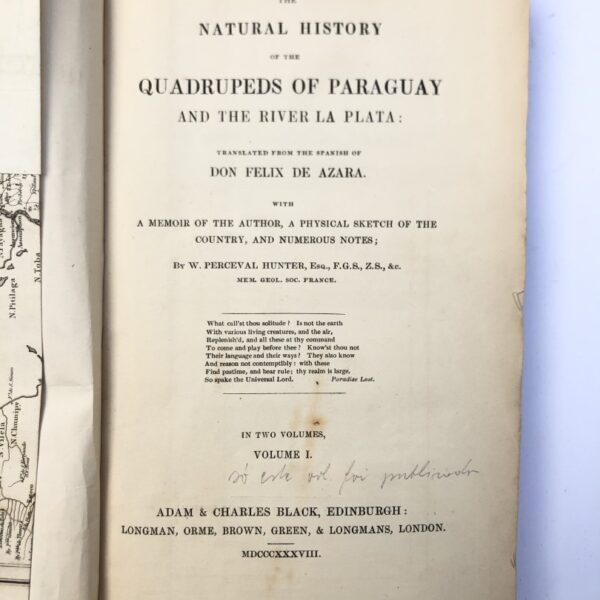 THE
NATURAL HISTORY
OF THE
QUADRUPEDS OF PARAGUAY
AND THE RIVER LA PLATA:
TRANSLATED FROM THE SPANISH OF
DON FELIX DE AZARA.
WITH
A MEMOIR OF THE AUTHOR, A PHYSICAL SKETCH OF THE
COUNTRY, AND NUMEROUS NOTES;
By W. PERCEVAL HUNTER, Esq., F.G.S., Z.S., &c.
MEM. GEOL. SOC. FRANCE.
What call'st thou solitude? Is not the earth
With various living creatures, and the air,
Replenish'd, and all these at thy command
To come and play before thee? Know'st thou not
Their language and their ways? They also know
And reason not contemptibly: with these
Find pastime, and bear rule; thy realm is large.
So spake the Universal Lord. Paradise Lost.
IN TWO VOLUMES,
VOLUME I.
só este vol. foi publicado
ADAM & CHARLES BLACK, EDINBURGH:
LONGMAN, ORME, BROWN, GREEN, & LONGMANS, LONDON.
MDCCCXXXVIII.
N. Toba
N. Pitilaga
N. Vilela
N. Chunipy